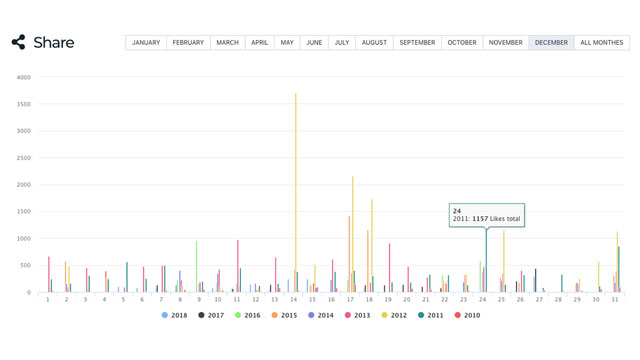 Share
JANUARY FEBRUARY MARCH APRIL MAY JUNE JULY AUGUST SEPTEMBER OCTOBER NOVEMBER DECEMBER ALL MONTHES
4000
3500
3000
2500
2000
1500
1000
500
0
24
2011: 1157 Likes total
1 2 3 4 5 6 7 8 9 10 11 12 13 14 15 16 17 18 19 20 21 22 23 24 25 26 27 28 29 30 31
2018 2017 2016 2015 2014 2013 2012 2011 2010